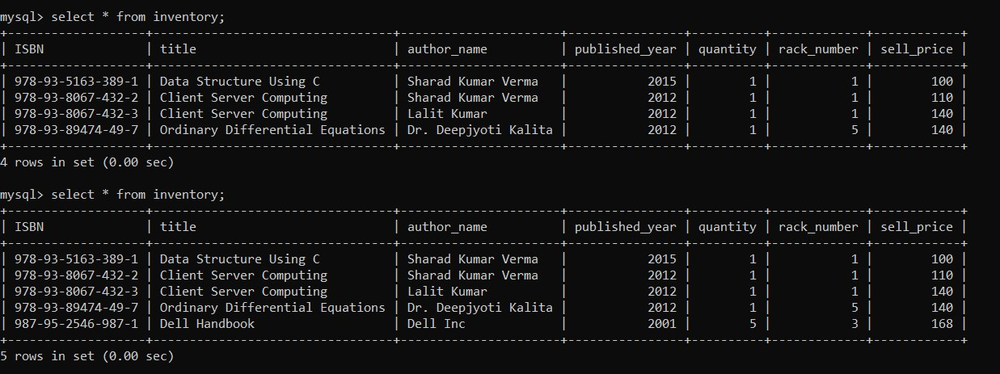 mysql> select * from inventory;
+-------------------+---------------------------------+----------------------+----------------+----------+-------------+------------+
| ISBN              | title                           | author_name          | published_year | quantity | rack_number | sell_price |
+-------------------+---------------------------------+----------------------+----------------+----------+-------------+------------+
| 978-93-5163-389-1 | Data Structure Using C          | Sharad Kumar Verma   |           2015 |        1 |           1 |        100 |
| 978-93-8067-432-2 | Client Server Computing         | Sharad Kumar Verma   |           2012 |        1 |           1 |        110 |
| 978-93-8067-432-3 | Client Server Computing         | Lalit Kumar          |           2012 |        1 |           1 |        140 |
| 978-93-89474-49-7 | Ordinary Differential Equations | Dr. Deepjyoti Kalita |           2012 |        1 |           5 |        140 |
+-------------------+---------------------------------+----------------------+----------------+----------+-------------+------------+
4 rows in set (0.00 sec)
mysql> select * from inventory;
+-------------------+---------------------------------+----------------------+----------------+----------+-------------+------------+
| ISBN              | title                           | author_name          | published_year | quantity | rack_number | sell_price |
+-------------------+---------------------------------+----------------------+----------------+----------+-------------+------------+
| 978-93-5163-389-1 | Data Structure Using C          | Sharad Kumar Verma   |           2015 |        1 |           1 |        100 |
| 978-93-8067-432-2 | Client Server Computing         | Sharad Kumar Verma   |           2012 |        1 |           1 |        110 |
| 978-93-8067-432-3 | Client Server Computing         | Lalit Kumar          |           2012 |        1 |           1 |        140 |
| 978-93-89474-49-7 | Ordinary Differential Equations | Dr. Deepjyoti Kalita |           2012 |        1 |           5 |        140 |
| 987-95-2546-987-1 | Dell Handbook                   | Dell Inc             |           2001 |        5 |           3 |        168 |
+-------------------+---------------------------------+----------------------+----------------+----------+-------------+------------+
5 rows in set (0.00 sec)